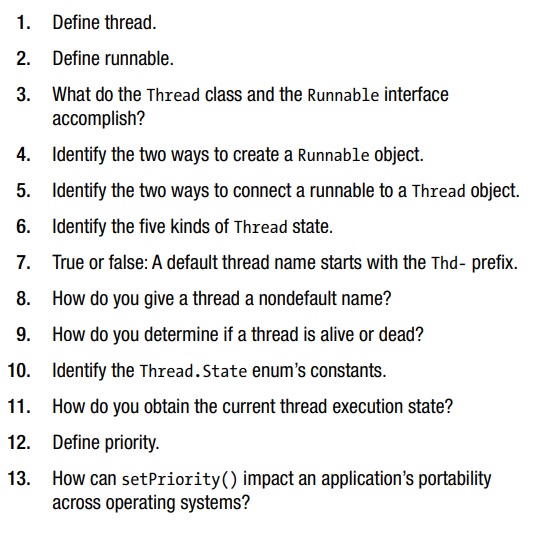 1. Define thread.
2. Define runnable.
3. What do the Thread class and the Runnable interface
accomplish?
4. Identify the two ways to create a Runnable object.
5. Identify the two ways to connect a runnable to a Thread object.
6. Identify the five kinds of Thread state.
7. True or false: A default thread name starts with the Thd- prefix.
8. How do you give a thread a nondefault name?
9. How do you determine if a thread is alive or dead?
10. Identify the Thread.State enum's constants.
11. How do you obtain the current thread execution state?
12. Define priority.
13. How can setPriority() impact an application's portability
across operating systems?